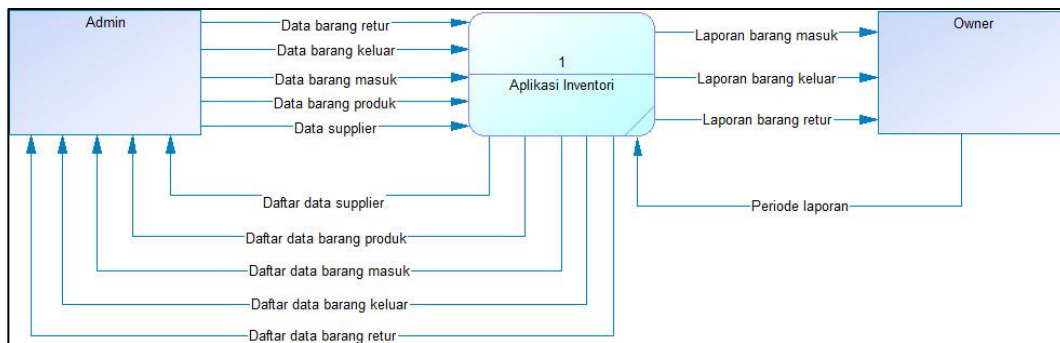 Admin
Data barang retur
Data barang keluar
Data barang masuk
Data barang produk
Data supplier
1
Aplikasi Inventori
Laporan barang masuk
Laporan barang keluar
Laporan barang retur
Owner
Daftar data supplier
Periode laporan
Daftar data barang produk
Daftar data barang masuk
Daftar data barang keluar
Daftar data barang retur